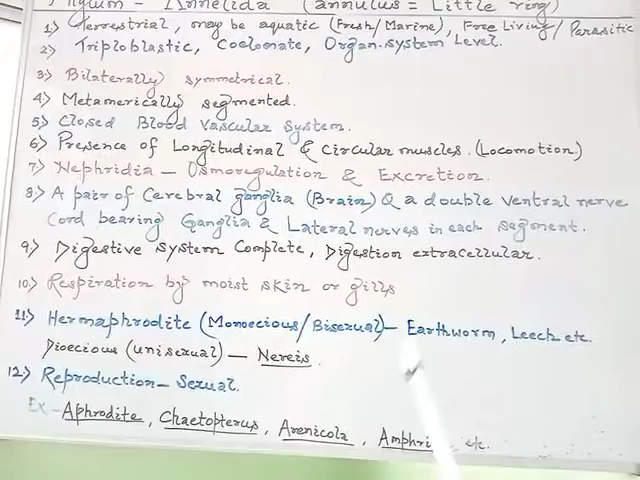 Phylum - Annelida (annulus = Little ring)
1) Terrestrial, may be aquatic (Fresh/Marine), Free Living/Parasitic
2) Triploblastic, Coelomate, Organ-system Level.
3) Bilaterally symmetrical.
4) Metamerically segmented.
5) Closed Blood Vascular System.
6) Presence of Longitudinal & circular muscles. (Locomotion)
7) Nephridia - Osmoregulation & Excretion.
8) A pair of Cerebral ganglia (Brain) & a double ventral nerve
Cord bearing Ganglia & Lateral nerves in each segment.
9) Digestive system Complete, Digestion extracellular.
10) Respiration by moist skin or gills
11) Hermaphrodite (Monoecious/Bisexual)- Earthworm, Leech etc.
Dioecious (unisexual) - Nereis.
12) Reproduction- Sexual.
Ex- Aphrodite, Chaetopterus, Arenicola, Amphri etc.